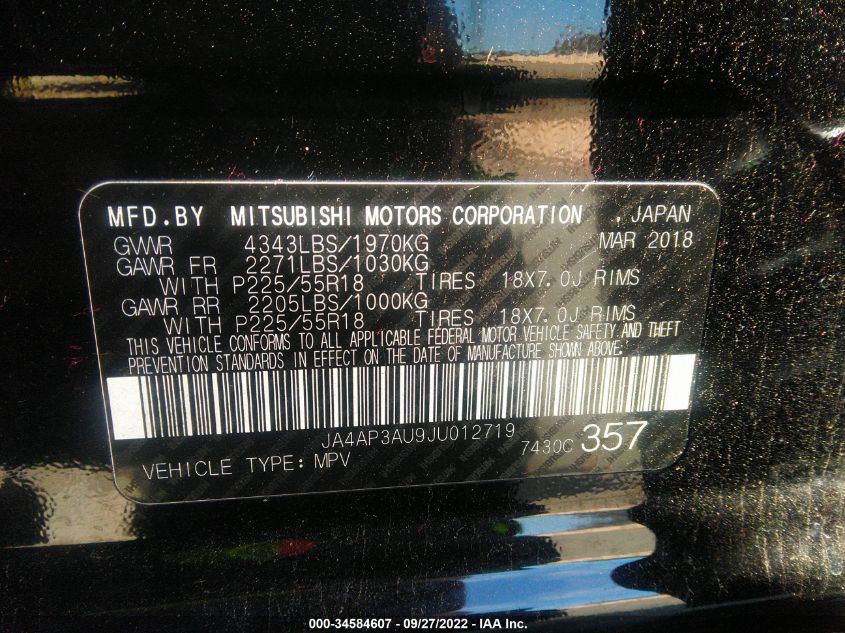 MFD.BY MITSUBISHI MOTORS CORPORATION , JAPAN
GVWR 4343LBS/1970KG MAR 2018
GAWR FR 2271LBS/1030KG
WITH P225/55R18 TIRES 18X7.0J RIMS
GAWR RR 2205LBS/1000KG
WITH P225/55R18 TIRES 18X7.0J RIMS
THIS VEHICLE CONFORMS TO ALL APPLICABLE FEDERAL MOTOR VEHICLE SAFETY AND THEFT
PREVENTION STANDARDS IN EFFECT ON THE DATE OF MANUFACTURE SHOWN ABOVE.
JA4AP3AU9JU012719
7430C 357
VEHICLE TYPE: MPV
000-34584607 - 09/27/2022 - IAA Inc.